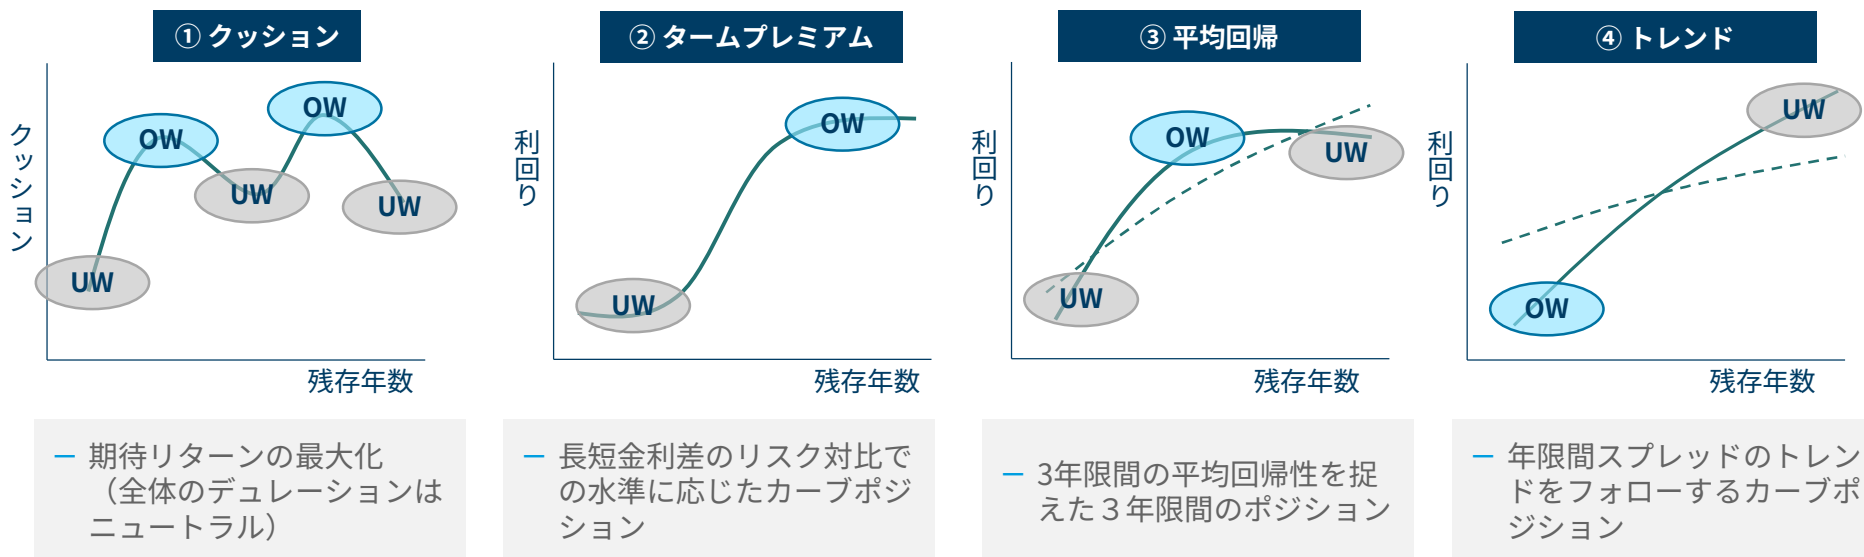 ① クッション
クッション
OW
OW
UW
UW
UW
残存年数
− 期待リターンの最大化
（全体のデュレーションは
ニュートラル）
② タームプレミアム
利回り
OW
UW
残存年数
− 長短金利差のリスク対比で
の水準に応じたカーブポジ
ション
③ 平均回帰
利回り
OW
UW
UW
残存年数
− 3年限間の平均回帰性を捉
えた３年限間のポジション
④ トレンド
利回り
UW
OW
残存年数
− 年限間スプレッドのトレン
ドをフォローするカーブポ
ジション